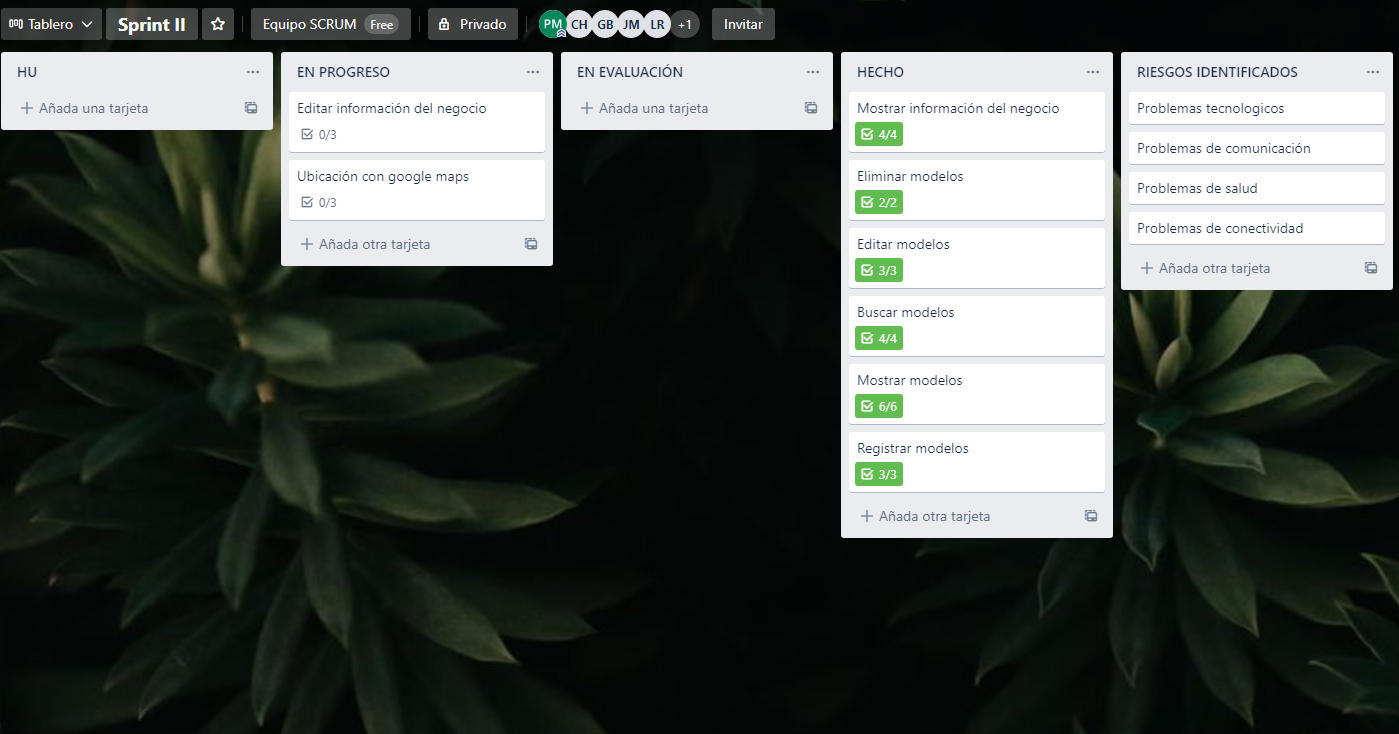 Tablero
Sprint II
Equipo SCRUM Free
Privado
PM CH GB JM LR +1
Invitar
HU
Añada una tarjeta
EN PROGRESO
Editar información del negocio
0/3
Ubicación con google maps
0/3
Añada otra tarjeta
EN EVALUACIÓN
Añada una tarjeta
HECHO
Mostrar información del negocio
4/4
Eliminar modelos
2/2
Editar modelos
3/3
Buscar modelos
4/4
Mostrar modelos
6/6
Registrar modelos
3/3
Añada otra tarjeta
RIESGOS IDENTIFICADOS
Problemas tecnologicos
Problemas de comunicación
Problemas de salud
Problemas de conectividad
Añada otra tarjeta